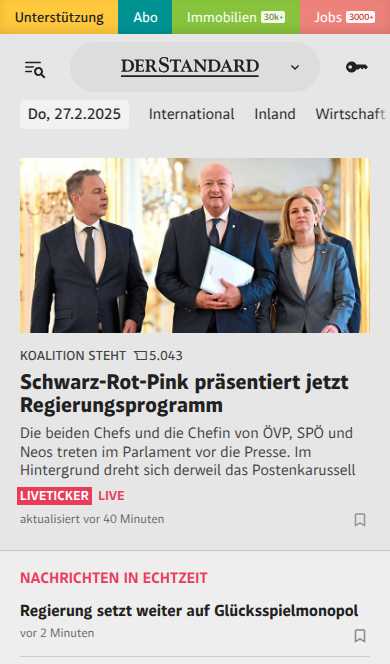 Unterstützung Abo Immobilien 30k+ Jobs 3000+
DERSTANDARD
Do, 27.2.2025 International Inland Wirtschaft
KOALITION STEHT 5.043
Schwarz-Rot-Pink präsentiert jetzt
Regierungsprogramm
Die beiden Chefs und die Chefin von ÖVP, SPÖ und
Neos treten im Parlament vor die Presse. Im
Hintergrund dreht sich derweil das Postenkarussell
LIVETICKER LIVE
aktualisiert vor 40 Minuten
NACHRICHTEN IN ECHTZEIT
Regierung setzt weiter auf Glücksspielmonopol
vor 2 Minuten